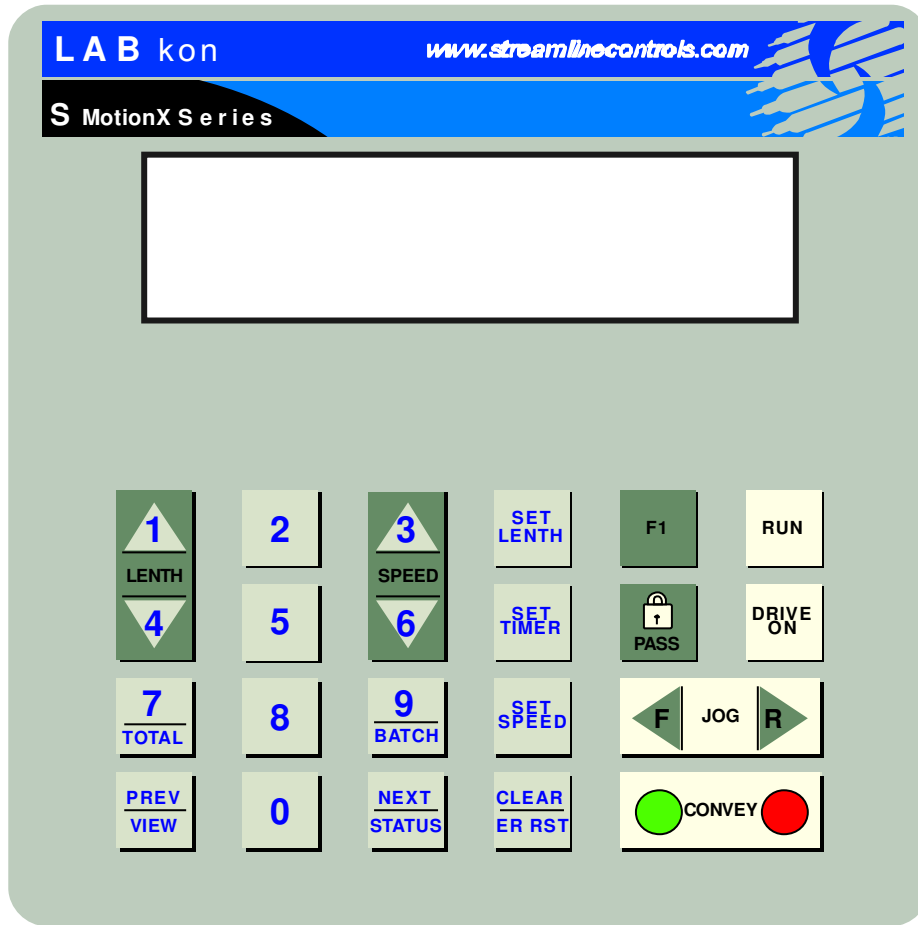 LAB kon
www.streamlinecontrols.com
S MotionX Series
1
LENTH
4
2
5
3
SPEED
6
SET
LENTH
SET
TIMER
F1
PASS
RUN
DRIVE
ON
7
TOTAL
8
9
BATCH
SET
SPEED
F JOG R
PREV
VIEW
0
NEXT
STATUS
CLEAR
ER RST
CONVEY